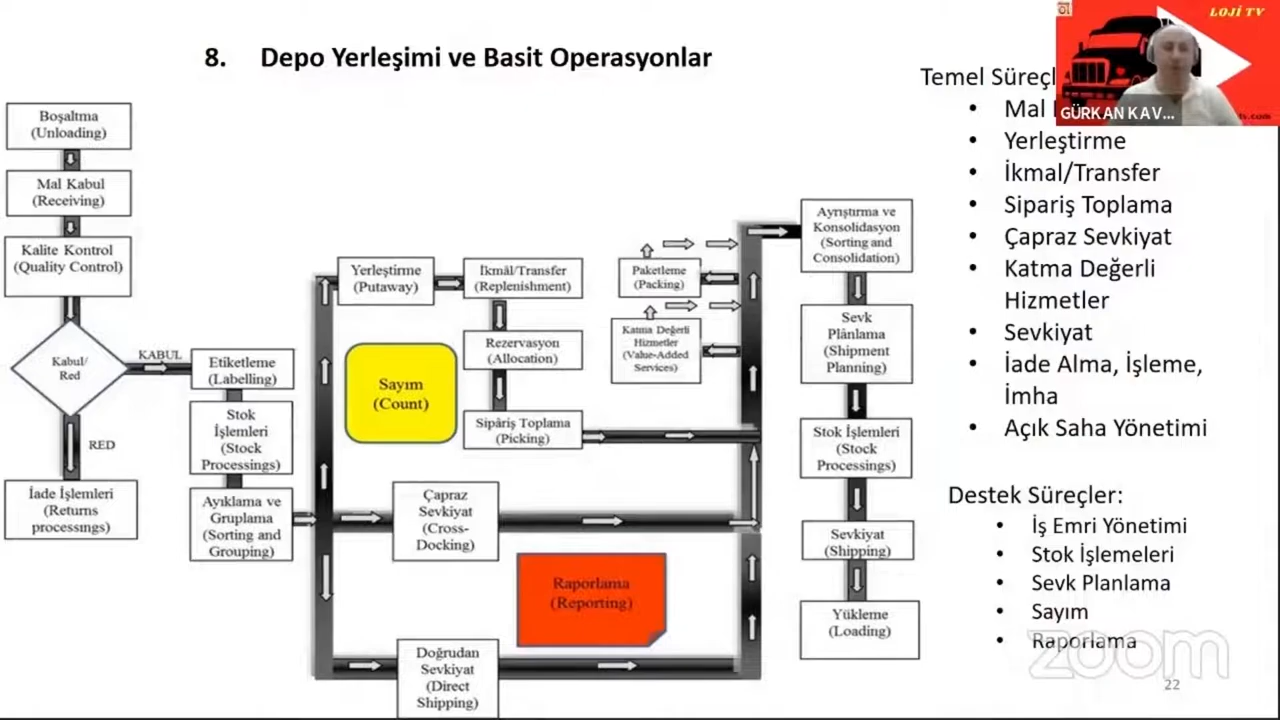 8. Depo Yerleşimi ve Basit Operasyonlar
LOJİ TV
GÜRKAN KAV...
tv.com
Boşaltma
(Unloading)
Mal Kabul
(Receiving)
Kalite Kontrol
(Quality Control)
Kabul/
Red
KABUL
RED
İade İşlemleri
(Returns
processıngs)
Etiketleme
(Labelling)
Stok
İşlemleri
(Stock
Processings)
Ayıklama ve
Gruplama
(Sorting and
Grouping)
Yerleştirme
(Putaway)
İkmâl/Transfer
(Replenishment)
Rezervasyon
(Allocation)
Sipâriş Toplama
(Picking)
Sayım
(Count)
Çapraz
Sevkiyat
(Cross-
Docking)
Raporlama
(Reporting)
Doğrudan
Sevkiyat
(Direct
Shipping)
Paketleme
(Packing)
Katma Değerli
Hizmetler
(Value-Added
Services)
Ayrıştırma ve
Konsolidasyon
(Sorting and
Consolidation)
Sevk
Plânlama
(Shipment
Planning)
Stok İşlemleri
(Stock
Processings)
Sevkiyat
(Shipping)
Yükleme
(Loading)
Temel Süreçl
• Mal
• Yerleştirme
• İkmal/Transfer
• Sipariş Toplama
• Çapraz Sevkiyat
• Katma Değerli
Hizmetler
• Sevkiyat
• İade Alma, İşleme,
İmha
• Açık Saha Yönetimi
Destek Süreçler:
• İş Emri Yönetimi
• Stok İşlemeleri
• Sevk Planlama
• Sayım
• Raporlama
zoom
22